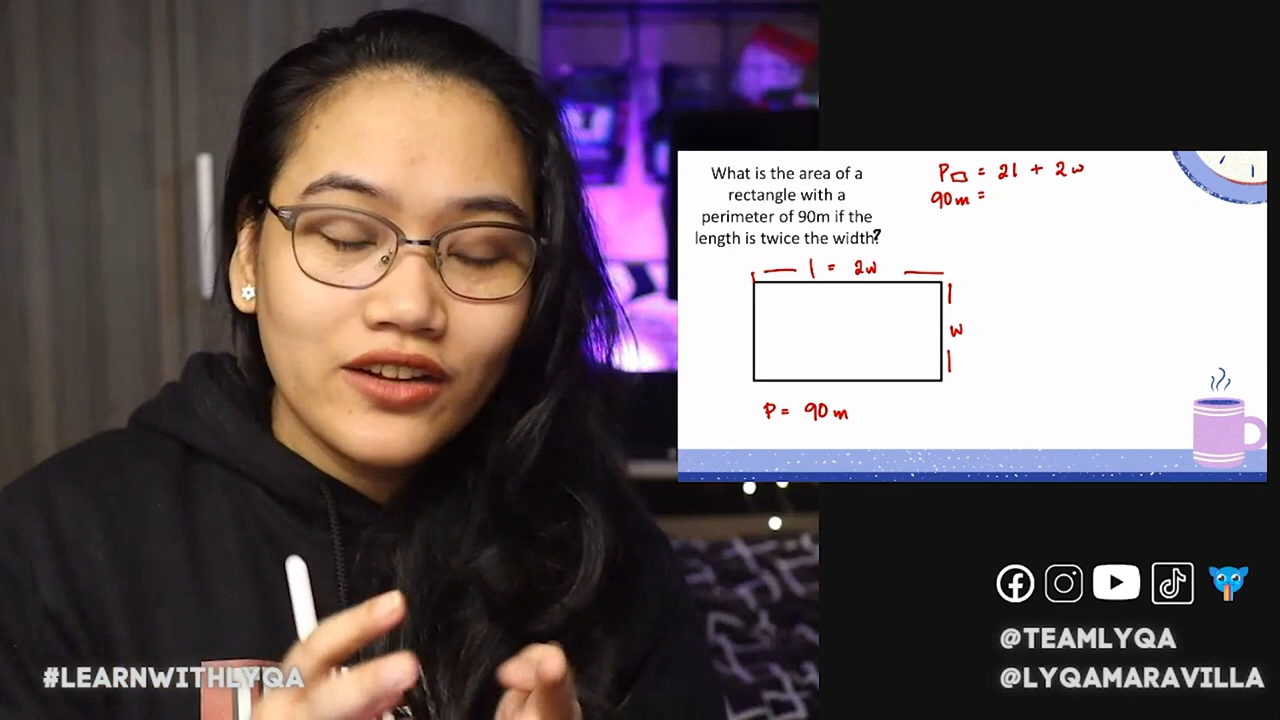 What is the area of a
rectangle with a
perimeter of 90m if the
length is twice the width?
P▭ = 2l + 2w
90m =
l = 2w
w
P = 90m
#LEARNWITHLYQA
@TEAMLYQA
@LYQAMARAVILLA